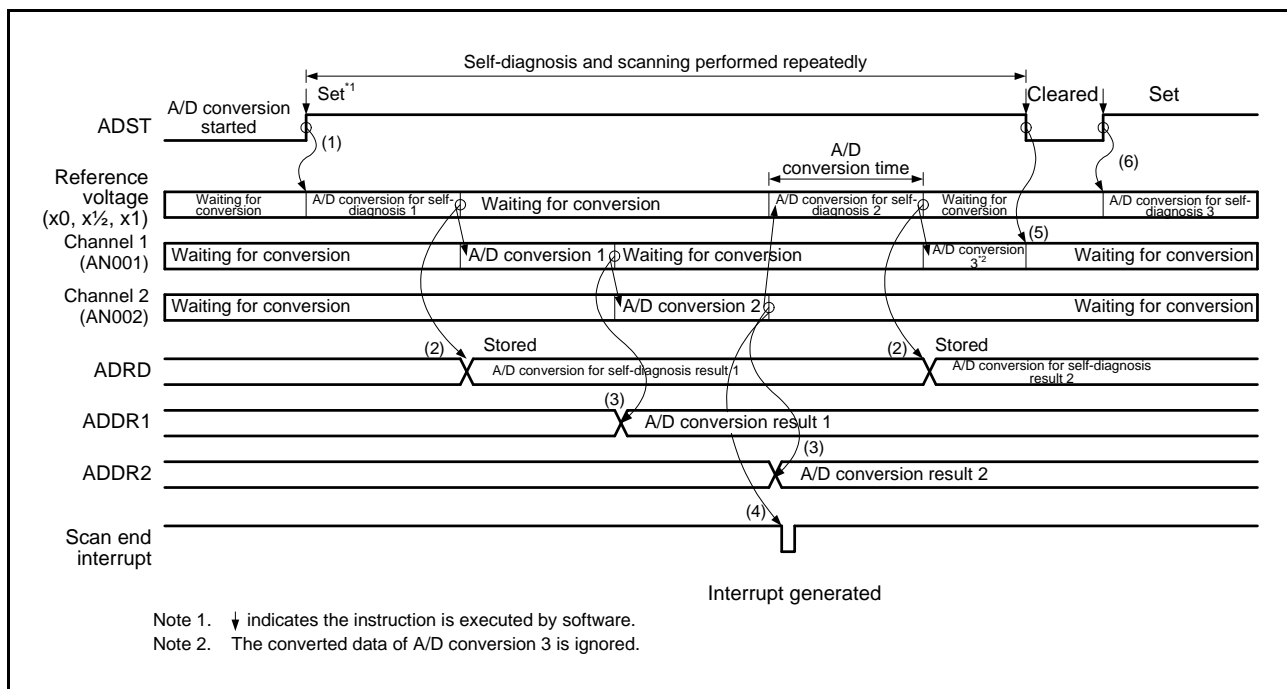 Self-diagnosis and scanning performed repeatedly
A/D conversion
started
Set*1
Cleared
Set
ADST
(1)
A/D
conversion time
(6)
Reference
voltage
(x0, x½, x1)
Waiting for
conversion
A/D conversion for self-
diagnosis 1
Waiting for conversion
A/D conversion for self-
diagnosis 2
Waiting for
conversion
A/D conversion for self-
diagnosis 3
(5)
Channel 1
(AN001)
Waiting for conversion
A/D conversion 1
Waiting for conversion
A/D conversion
3*2
Waiting for conversion
Channel 2
(AN002)
Waiting for conversion
A/D conversion 2
Waiting for conversion
(2)
Stored
(2)
Stored
ADRD
A/D conversion for self-diagnosis result 1
A/D conversion for self-diagnosis
result 2
(3)
ADDR1
A/D conversion result 1
(3)
ADDR2
A/D conversion result 2
(4)
Scan end
interrupt
Interrupt generated
Note 1. ↓ indicates the instruction is executed by software.
Note 2. The converted data of A/D conversion 3 is ignored.